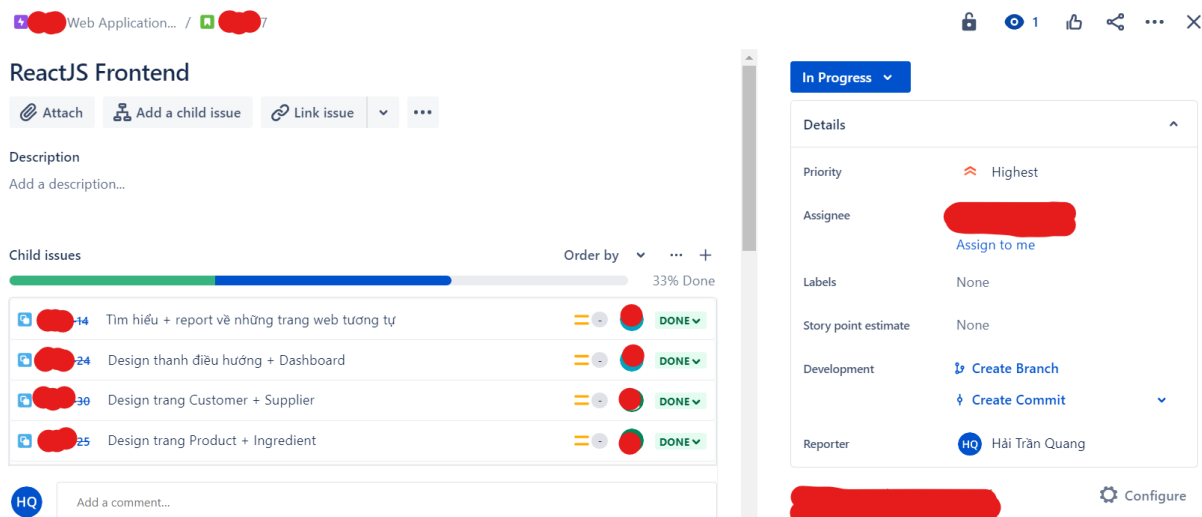 Web Application... / 7
1
ReactJS Frontend
Attach
Add a child issue
Link issue
Description
Add a description...
Child issues
Order by
33% Done
-14 Tìm hiểu + report về những trang web tương tự - DONE
-24 Design thanh điều hướng + Dashboard - DONE
-30 Design trang Customer + Supplier - DONE
-25 Design trang Product + Ingredient - DONE
HQ Add a comment...
In Progress
Details
Priority Highest
Assignee
Assign to me
Labels None
Story point estimate None
Development Create Branch
Create Commit
Reporter HQ Hải Trần Quang
Configure